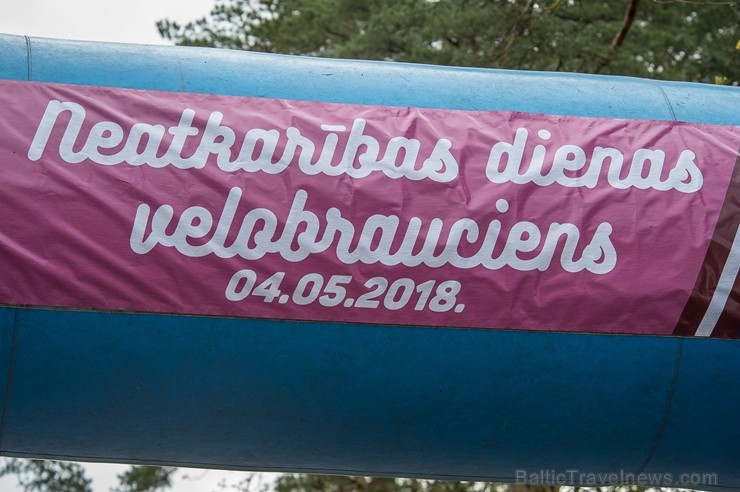 Neatkarības dienas
velobrauciens
04.05.2018.
BalticTravelnews.com